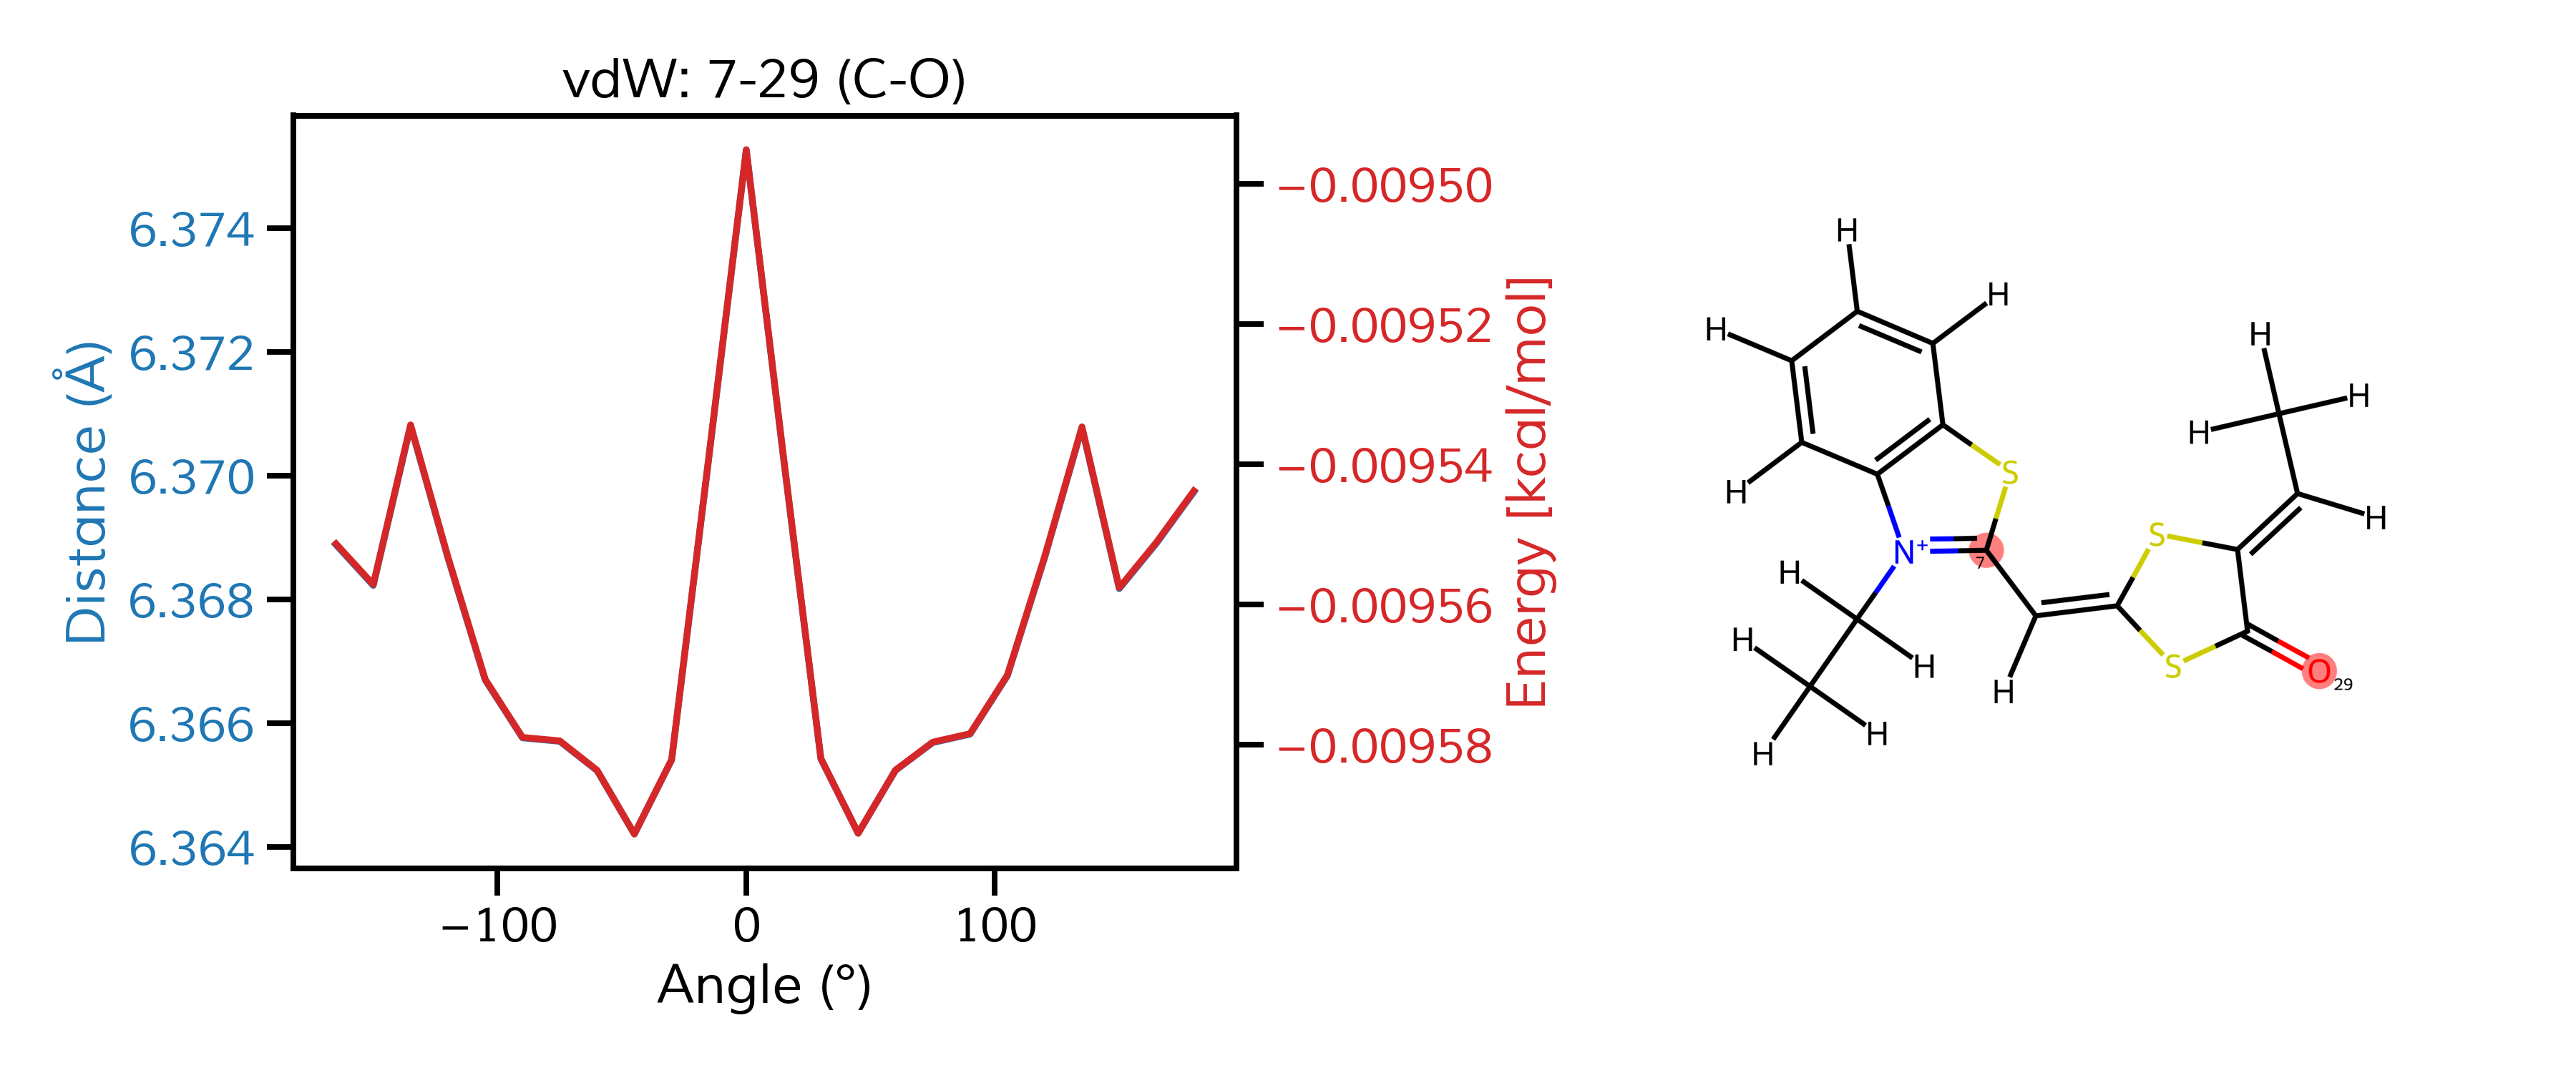 vdW: 7-29 (C-O)
6.374
6.372
6.370
6.368
6.366
6.364
Distance (Å)
−0.00950
−0.00952
−0.00954
−0.00956
−0.00958
Energy [kcal/mol]
−100 0 100
Angle (°)
H
H
H
H
H
H
S
H
H
S
H
N⁺
7
H
H
H
S
O
29
H
H
H